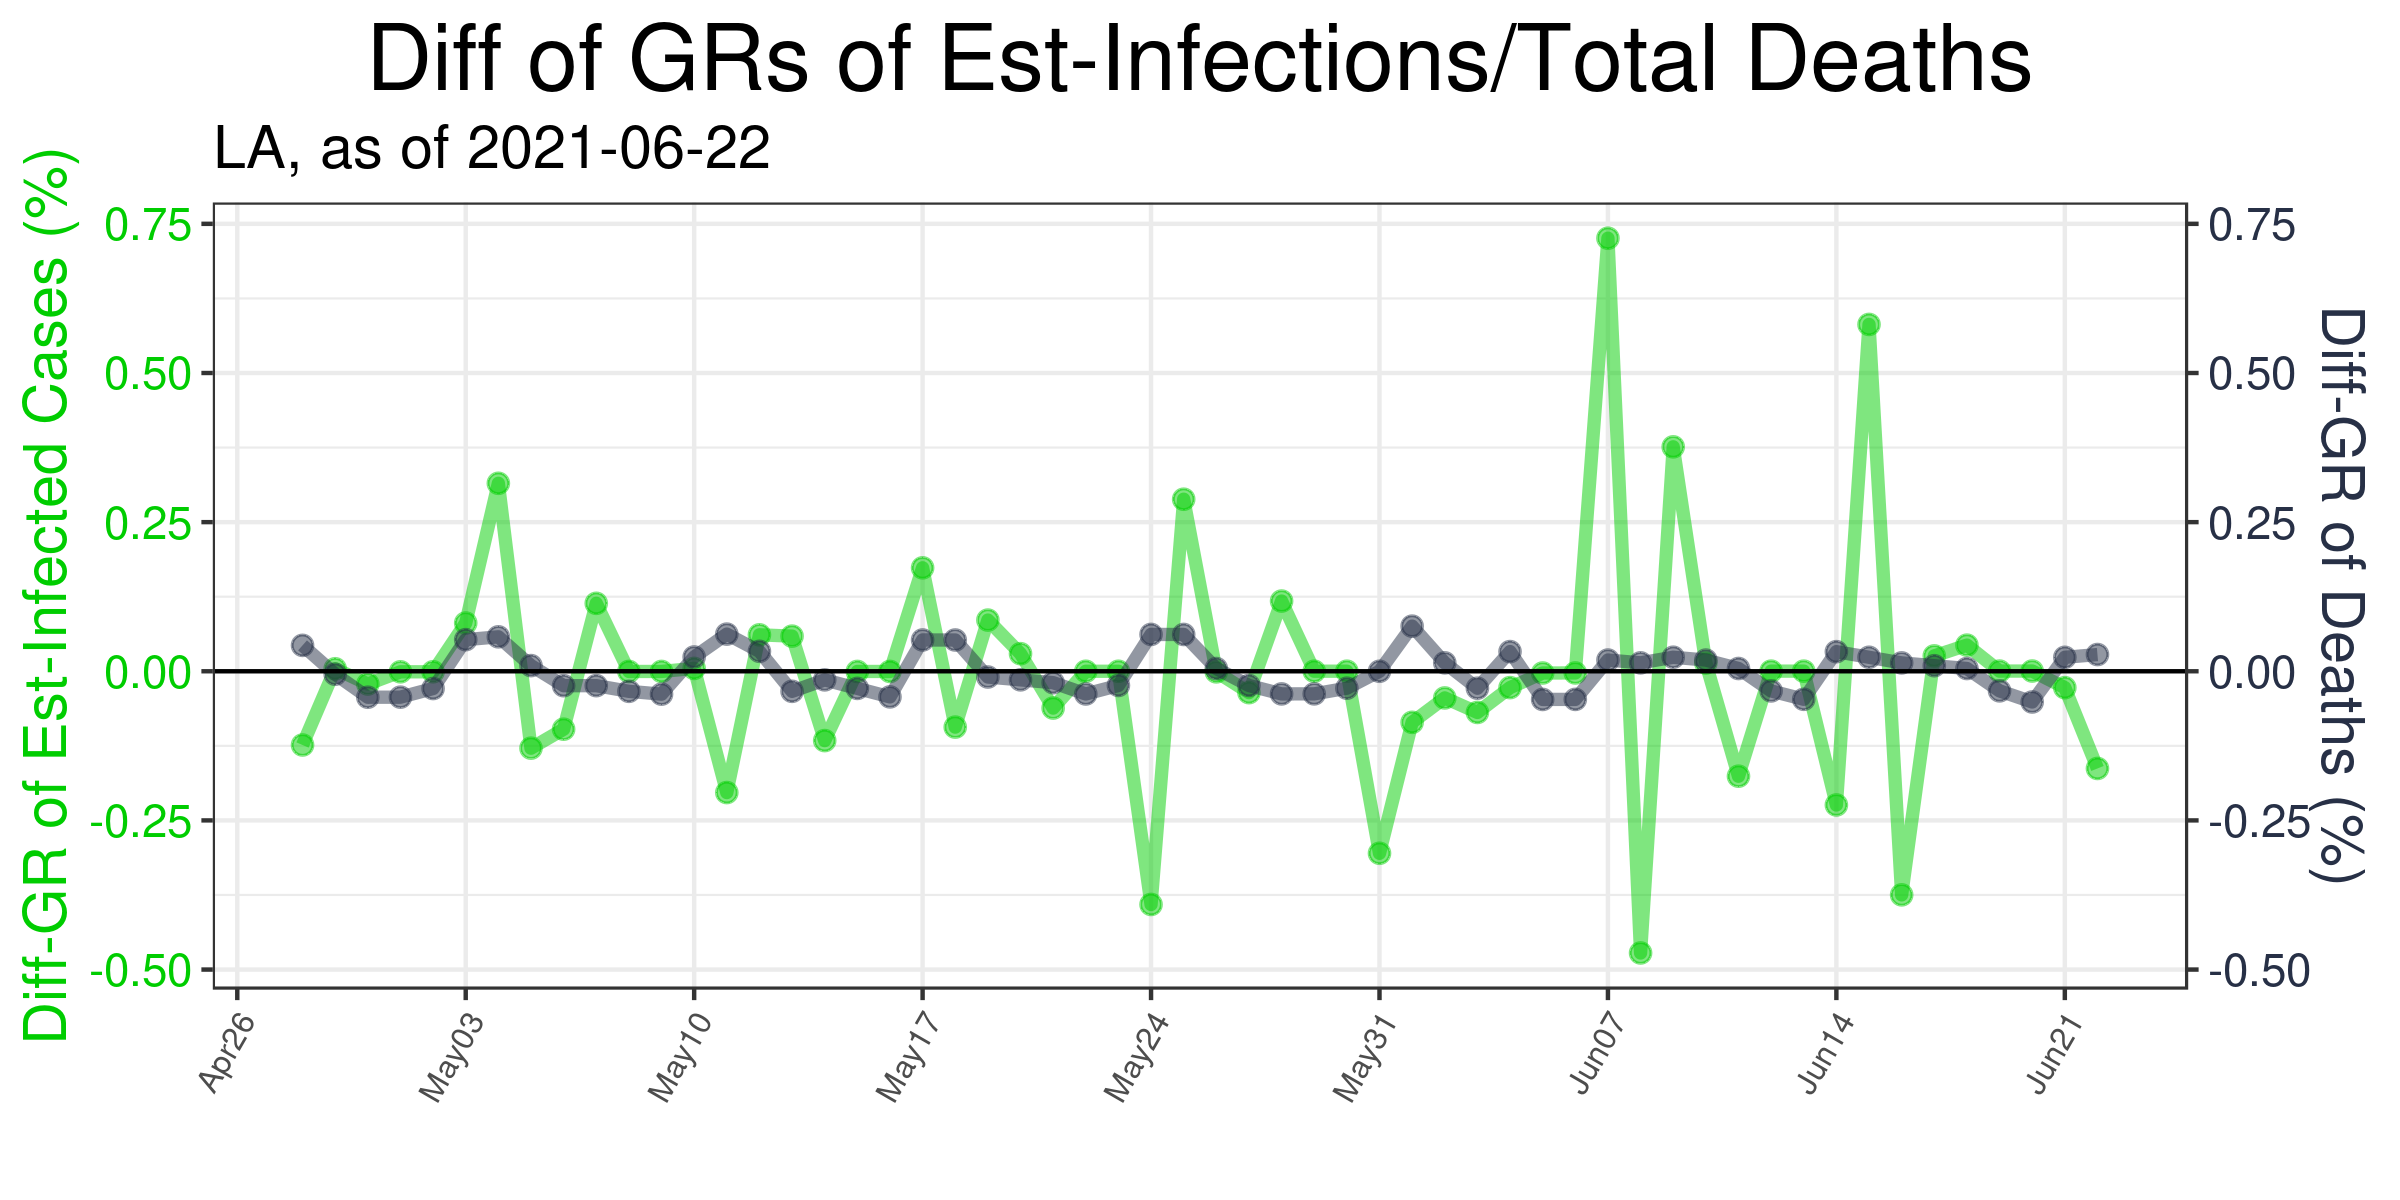 Diff of GRs of Est-Infections/Total Deaths
LA, as of 2021-06-22
Diff-GR of Est-Infected Cases (%)
0.75
0.50
0.25
0.00
-0.25
-0.50
0.75
0.50
0.25
0.00
-0.25
-0.50
Diff-GR of Deaths (%)
Apr26
May03
May10
May17
May24
May31
Jun07
Jun14
Jun21